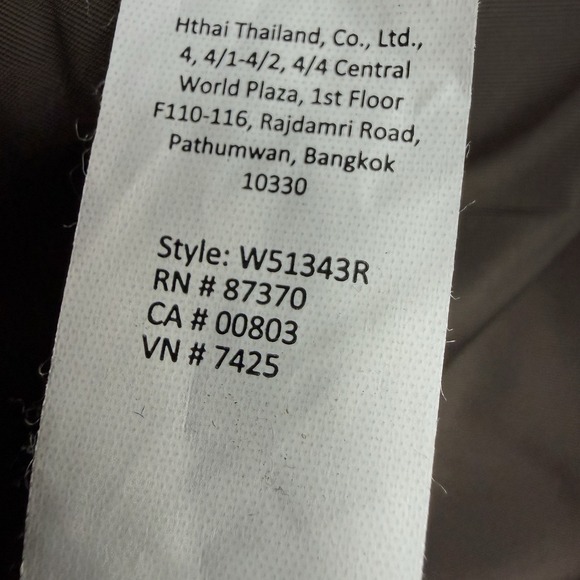 Hthai Thailand, Co., Ltd.,
4, 4/1-4/2, 4/4 Central
World Plaza, 1st Floor
F110-116, Rajdamri Road,
Pathumwan, Bangkok
10330
Style: W51343R
RN # 87370
CA # 00803
VN # 7425